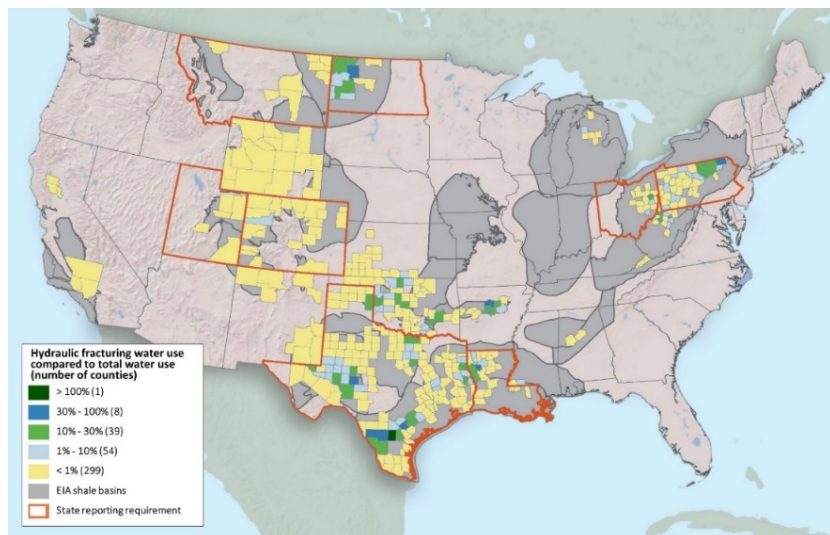 Hydraulic fracturing water use
compared to total water use
(number of counties)
> 100% (1)
30% - 100% (8)
10% - 30% (39)
1% - 10% (54)
< 1% (299)
EIA shale basins
State reporting requirement